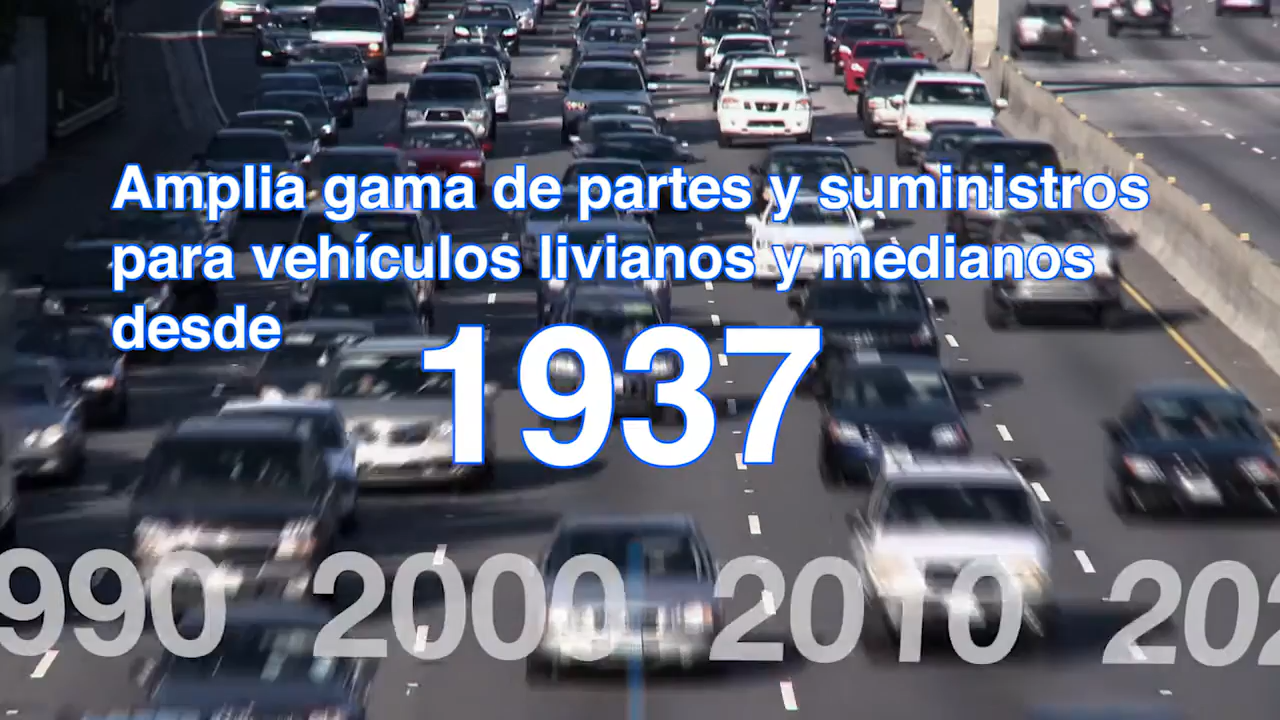 Amplia gama de partes y suministros
para vehículos livianos y medianos
desde
1937
990 2000 2010 202